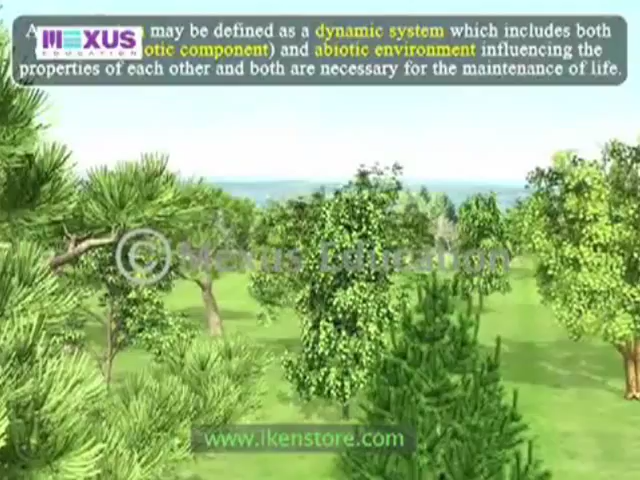 A may be defined as a dynamic system which includes both
MEXUS
EDUCATION
otic component) and abiotic environment influencing the
properties of each other and both are necessary for the maintenance of life.
© Mexus Education
www.ikenstore.com